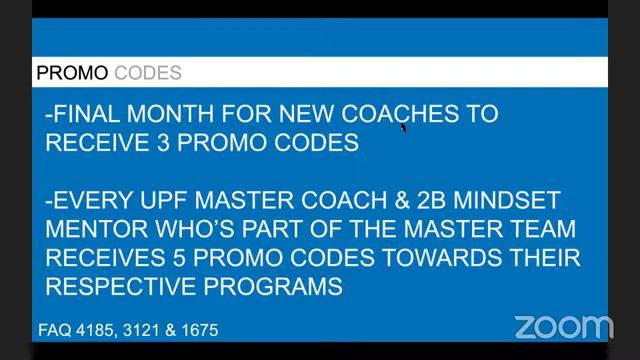 PROMO CODES
-FINAL MONTH FOR NEW COACHES TO
RECEIVE 3 PROMO CODES
-EVERY UPF MASTER COACH & 2B MINDSET
MENTOR WHO'S PART OF THE MASTER TEAM
RECEIVES 5 PROMO CODES TOWARDS THEIR
RESPECTIVE PROGRAMS
FAQ 4185, 3121 & 1675
zoom